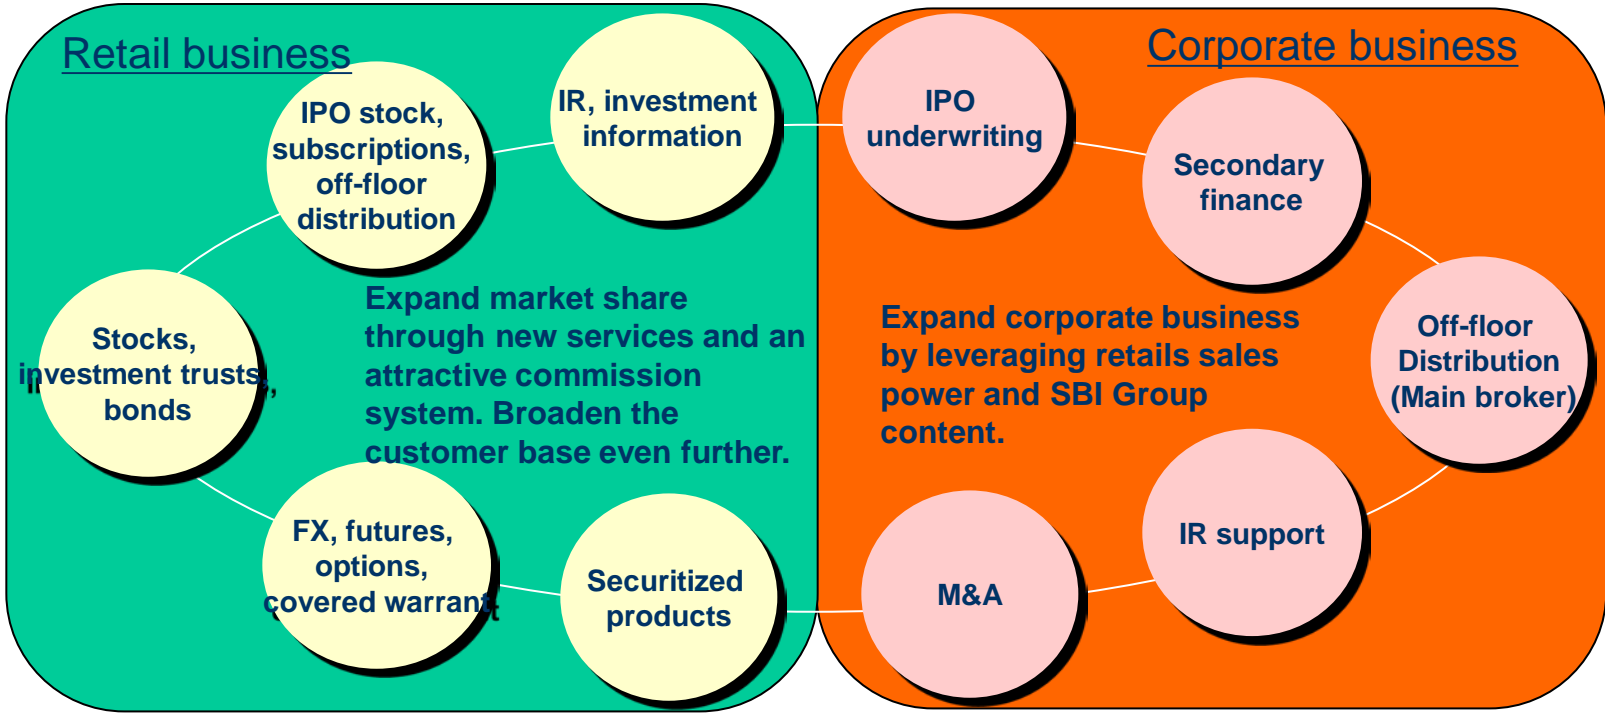 Retail business
IR, investment
information
IPO stock,
subscriptions,
off-floor
distribution
Stocks,
investment trusts,
bonds
Expand market share
through new services and an
attractive commission
system. Broaden the
customer base even further.
FX, futures,
options,
covered warrant
Securitized
products
Corporate business
IPO
underwriting
Secondary
finance
Off-floor
Distribution
(Main broker)
Expand corporate business
by leveraging retails sales
power and SBI Group
content.
IR support
M&A